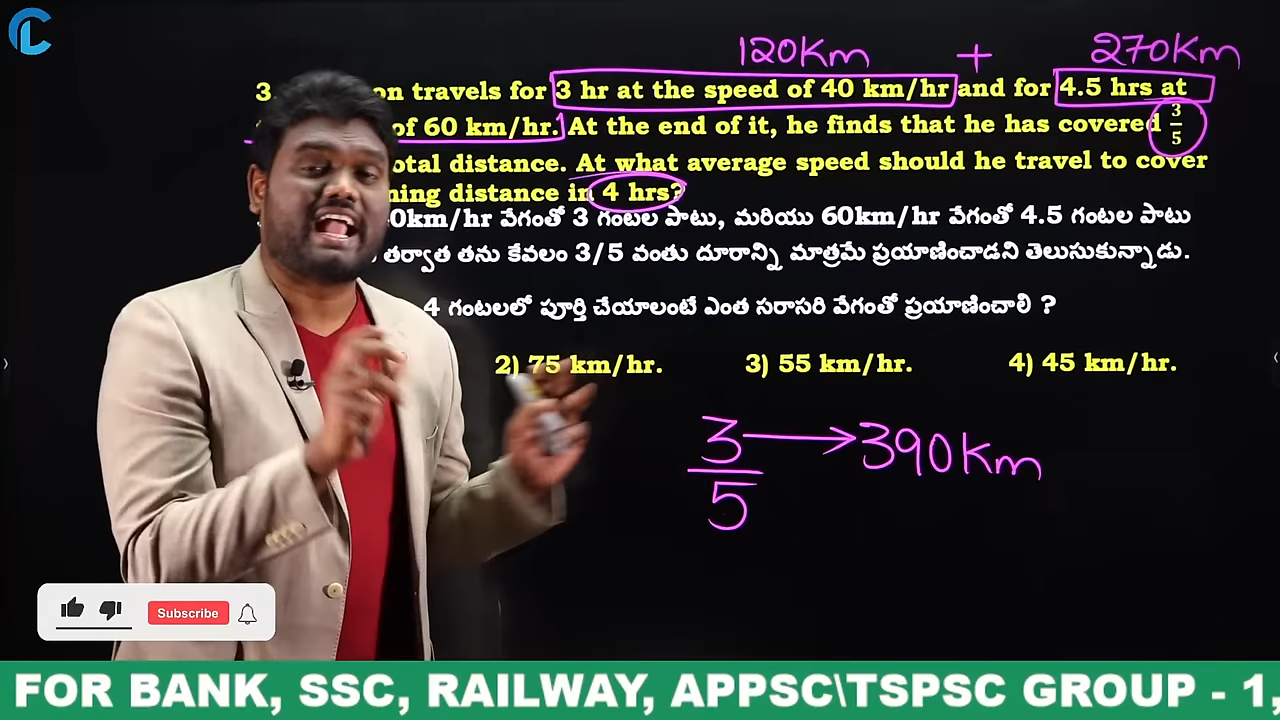 120Km + 270Km
3. on travels for 3 hr at the speed of 40 km/hr and for 4.5 hrs at
of 60 km/hr. At the end of it, he finds that he has covered 3/5
otal distance. At what average speed should he travel to cover
ning distance in 4 hrs?
0km/hr వేగంతో 3 గంటల పాటు, మరియు 60km/hr వేగంతో 4.5 గంటల పాటు
తర్వాత తను కేవలం 3/5 వంతు దూరాన్ని మాత్రమే ప్రయాణించాడని తెలుసుకున్నాడు.
4 గంటలలో పూర్తి చేయాలంటే ఎంత సరాసరి వేగంతో ప్రయాణించాలి ?
2) 75 km/hr. 3) 55 km/hr. 4) 45 km/hr.
3/5 → 390Km
Subscribe
FOR BANK, SSC, RAILWAY, APPSC\TSPSC GROUP - 1,